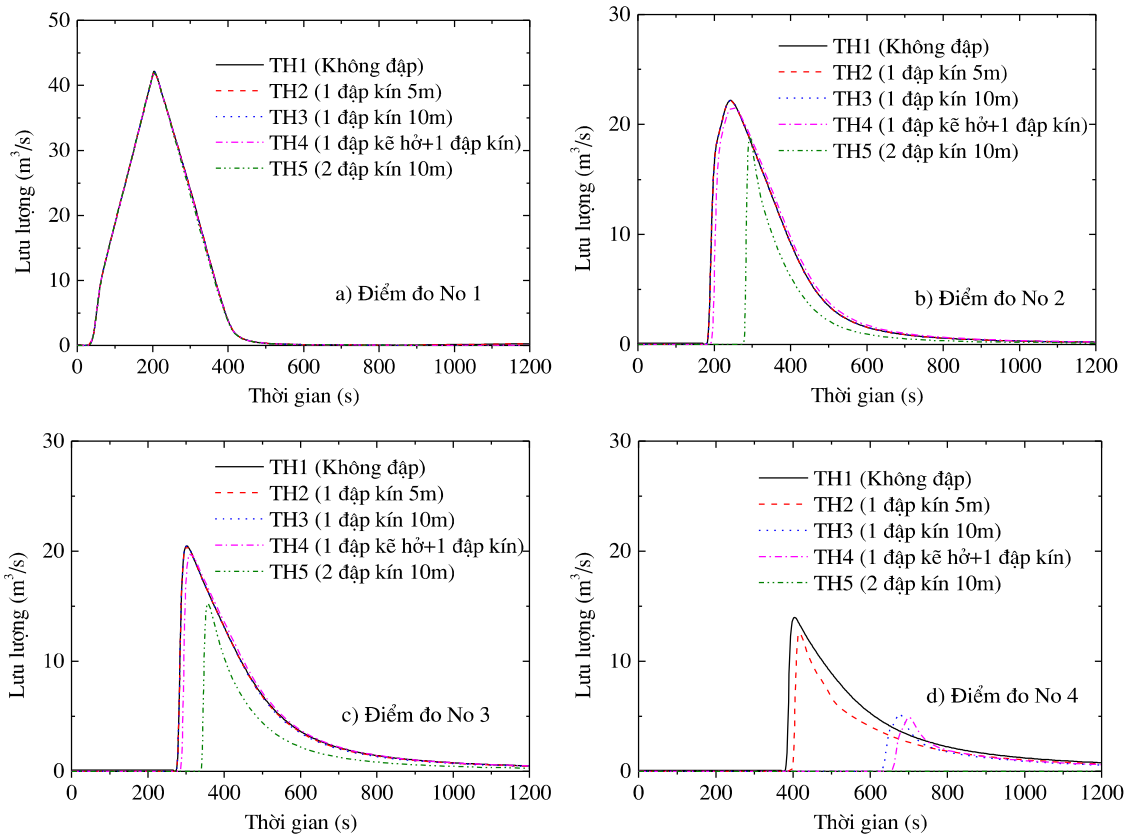 50
40
30
20
10
0
Lưu lượng (m³/s)
TH1 (Không đập)
TH2 (1 đập kín 5m)
TH3 (1 đập kín 10m)
TH4 (1 đập kẽ hở+1 đập kín)
TH5 (2 đập kín 10m)
a) Điểm đo No 1
0 200 400 600 800 1000 1200
Thời gian (s)
30
20
10
0
Lưu lượng (m³/s)
TH1 (Không đập)
TH2 (1 đập kín 5m)
TH3 (1 đập kín 10m)
TH4 (1 đập kẽ hở+1 đập kín)
TH5 (2 đập kín 10m)
b) Điểm đo No 2
0 200 400 600 800 1000 1200
Thời gian (s)
30
20
10
0
Lưu lượng (m³/s)
TH1 (Không đập)
TH2 (1 đập kín 5m)
TH3 (1 đập kín 10m)
TH4 (1 đập kẽ hở+1 đập kín)
TH5 (2 đập kín 10m)
c) Điểm đo No 3
0 200 400 600 800 1000 1200
Thời gian (s)
30
20
10
0
Lưu lượng (m³/s)
TH1 (Không đập)
TH2 (1 đập kín 5m)
TH3 (1 đập kín 10m)
TH4 (1 đập kẽ hở+1 đập kín)
TH5 (2 đập kín 10m)
d) Điểm đo No 4
0 200 400 600 800 1000 1200
Thời gian (s)